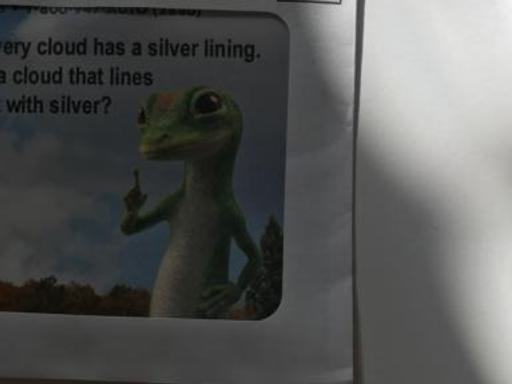 very cloud has a silver lining.
a cloud that lines
with silver?